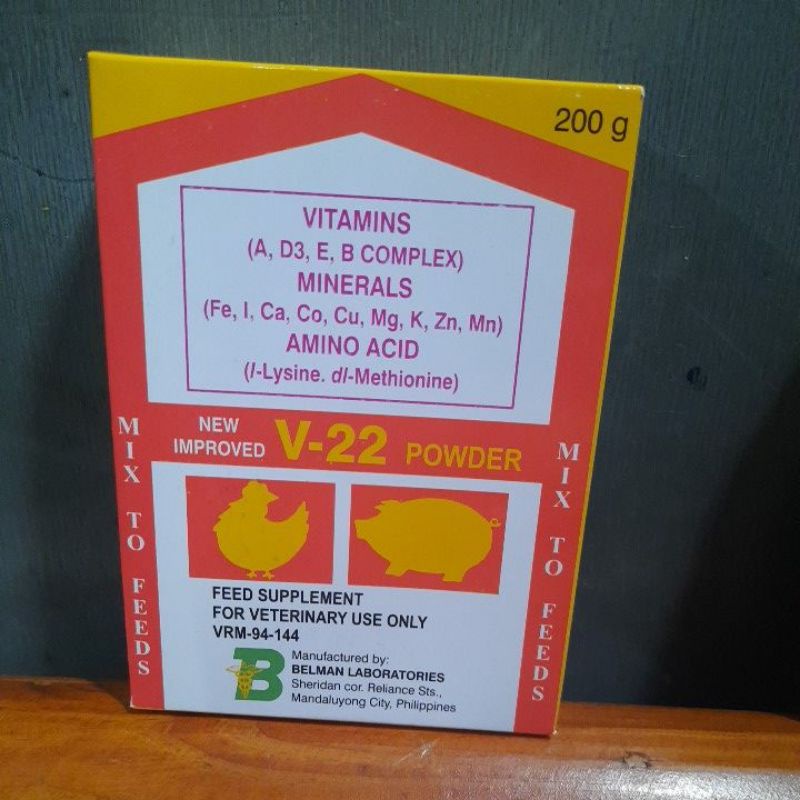 200 g
VITAMINS
(A, D3, E, B COMPLEX)
MINERALS
(Fe, I, Ca, Co, Cu, Mg, K, Zn, Mn)
AMINO ACID
(l-Lysine. dl-Methionine)
NEW
IMPROVED
V-22 POWDER
MIX TO FEEDS
MIX TO FEEDS
FEED SUPPLEMENT
FOR VETERINARY USE ONLY
VRM-94-144
B
Manufactured by:
BELMAN LABORATORIES
Sheridan cor. Reliance Sts.,
Mandaluyong City, Philippines